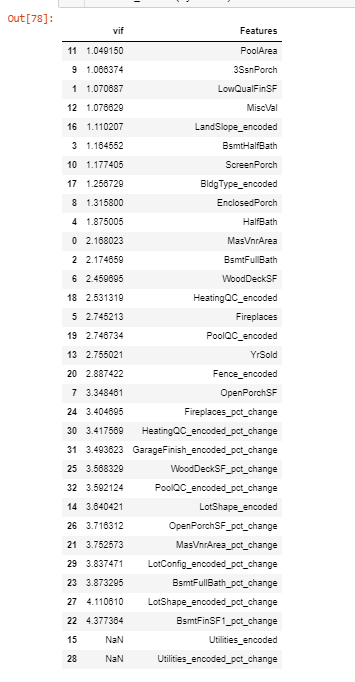 Out[78]:
vif Features
11 1.049150 PoolArea
9 1.066374 3SsnPorch
1 1.070687 LowQualFinSF
12 1.076629 MiscVal
16 1.110207 LandSlope_encoded
3 1.164552 BsmtHalfBath
10 1.177405 ScreenPorch
17 1.256729 BldgType_encoded
8 1.315800 EnclosedPorch
4 1.875005 HalfBath
0 2.168023 MasVnrArea
2 2.174659 BsmtFullBath
6 2.459695 WoodDeckSF
18 2.531319 HeatingQC_encoded
5 2.745213 Fireplaces
19 2.746734 PoolQC_encoded
13 2.755021 YrSold
20 2.887422 Fence_encoded
7 3.348461 OpenPorchSF
24 3.404695 Fireplaces_pct_change
30 3.417569 HeatingQC_encoded_pct_change
31 3.493623 GarageFinish_encoded_pct_change
25 3.568329 WoodDeckSF_pct_change
32 3.592124 PoolQC_encoded_pct_change
14 3.640421 LotShape_encoded
26 3.716312 OpenPorchSF_pct_change
21 3.752573 MasVnrArea_pct_change
29 3.837471 LotConfig_encoded_pct_change
23 3.873295 BsmtFullBath_pct_change
27 4.110610 LotShape_encoded_pct_change
22 4.377364 BsmtFinSF1_pct_change
15 NaN Utilities_encoded
28 NaN Utilities_encoded_pct_change